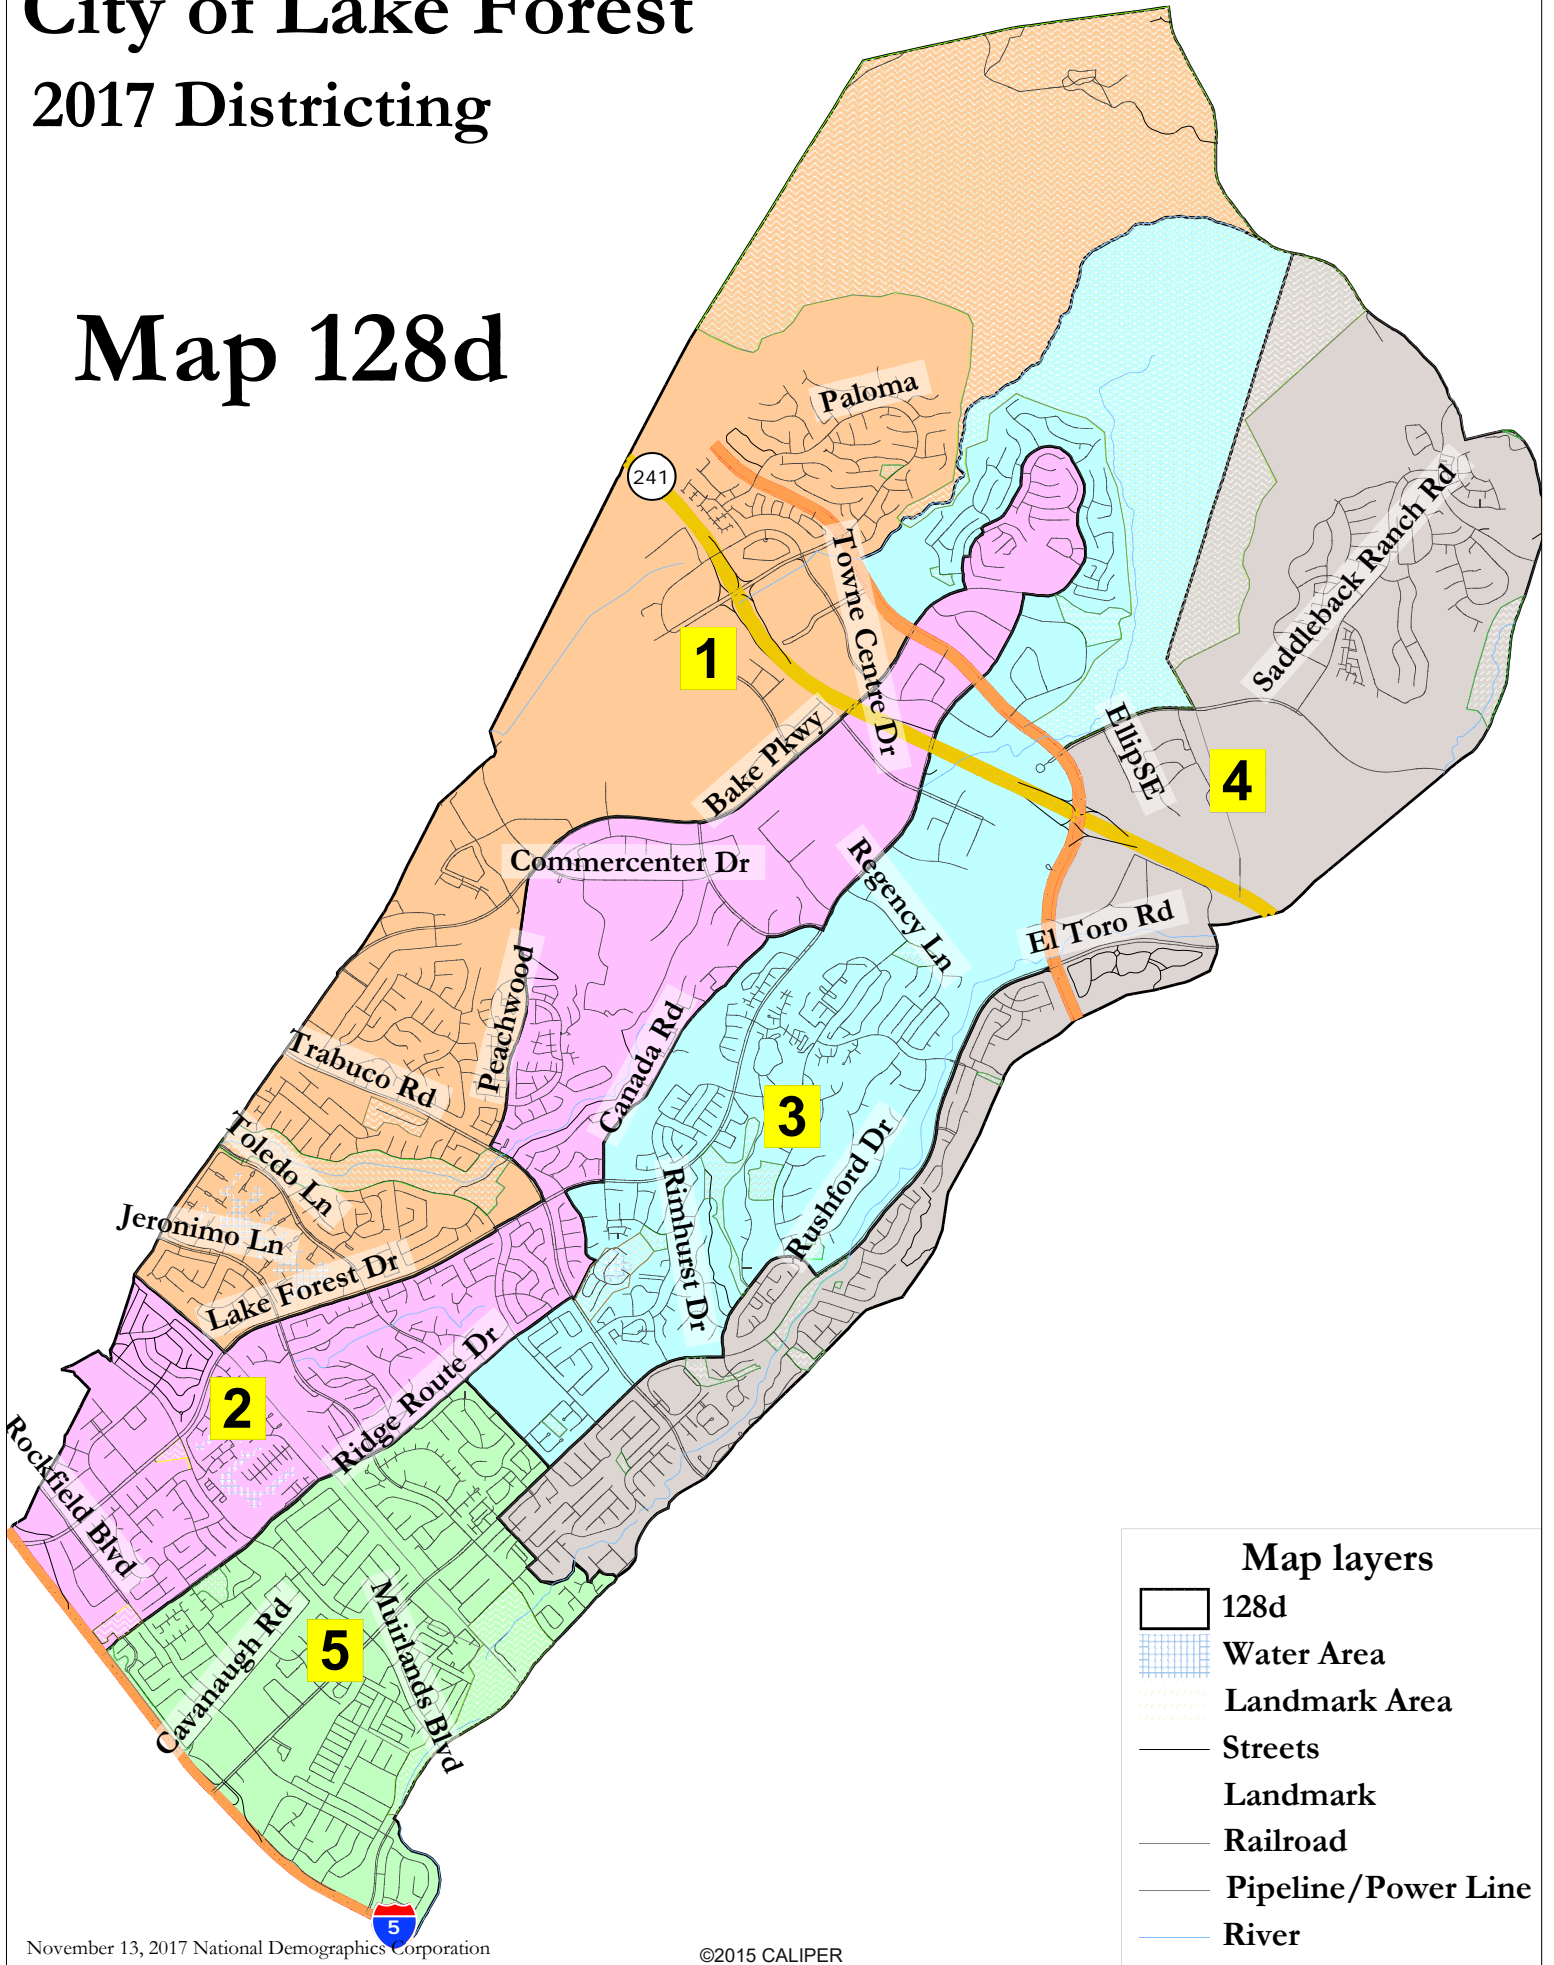 City of Lake Forest
2017 Districting
Map 128d
Paloma
241
Towne Centre Dr
Saddleback Ranch Rd
1
EllipSE
4
Bake Pkwy
Commercenter Dr
Regency Ln
El Toro Rd
Peachwood
Canada Rd
Trabuco Rd
3
Toledo Ln
Rushford Dr
Rimhurst Dr
Jeronimo Ln
Lake Forest Dr
Ridge Route Dr
2
Rockfield Blvd
Cavanaugh Rd
Muirlands Blvd
5
5
Map layers
128d
Water Area
Landmark Area
Streets
Landmark
Railroad
Pipeline/Power Line
River
November 13, 2017 National Demographics Corporation
©2015 CALIPER